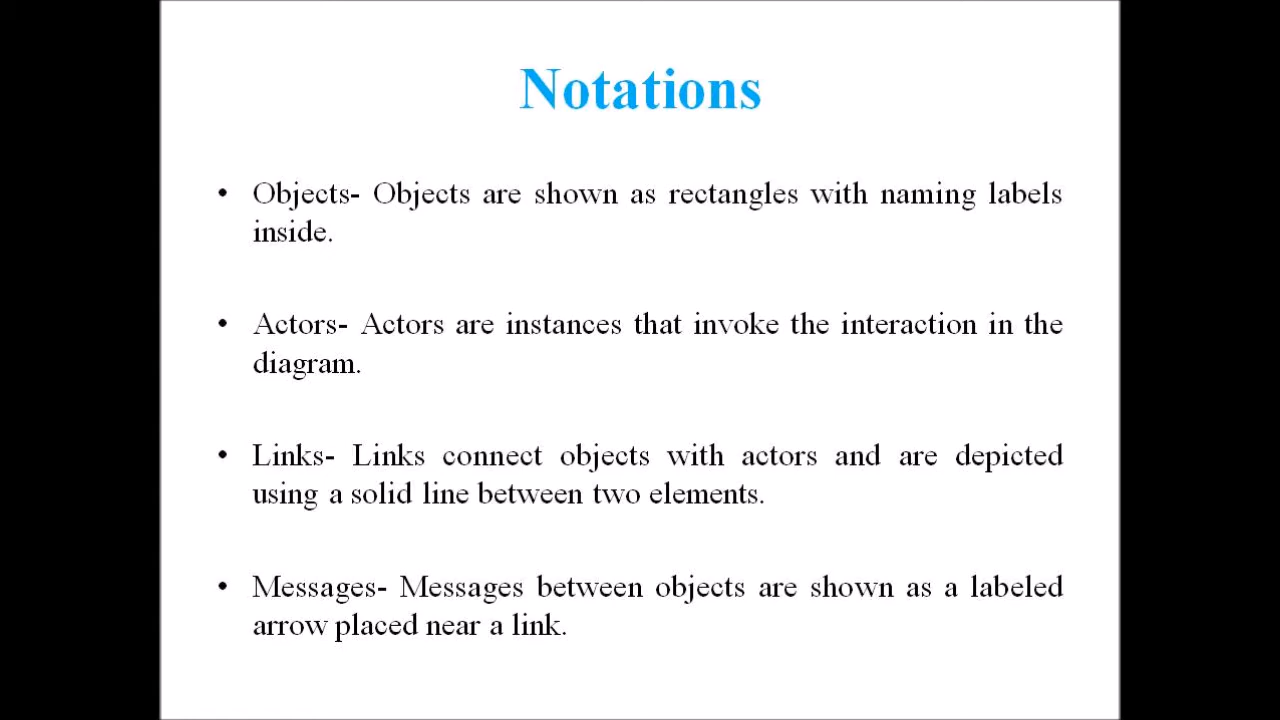 Notations
• Objects- Objects are shown as rectangles with naming labels
inside.
• Actors- Actors are instances that invoke the interaction in the
diagram.
• Links- Links connect objects with actors and are depicted
using a solid line between two elements.
• Messages- Messages between objects are shown as a labeled
arrow placed near a link.